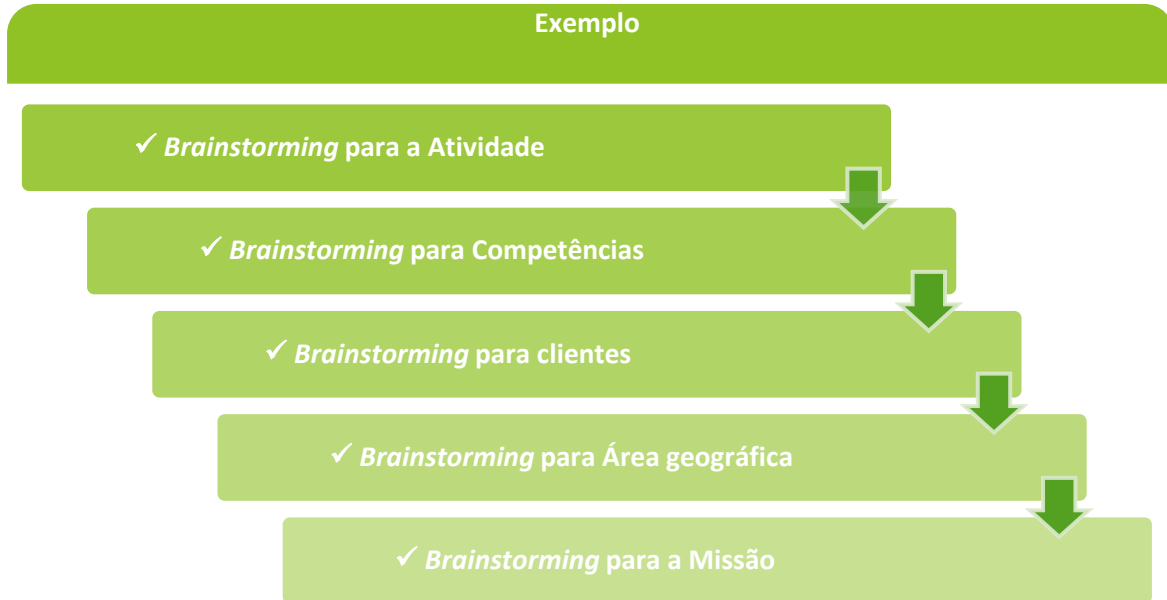 Exemplo
✓ Brainstorming para a Atividade
✓ Brainstorming para Competências
✓ Brainstorming para clientes
✓ Brainstorming para Área geográfica
✓ Brainstorming para a Missão